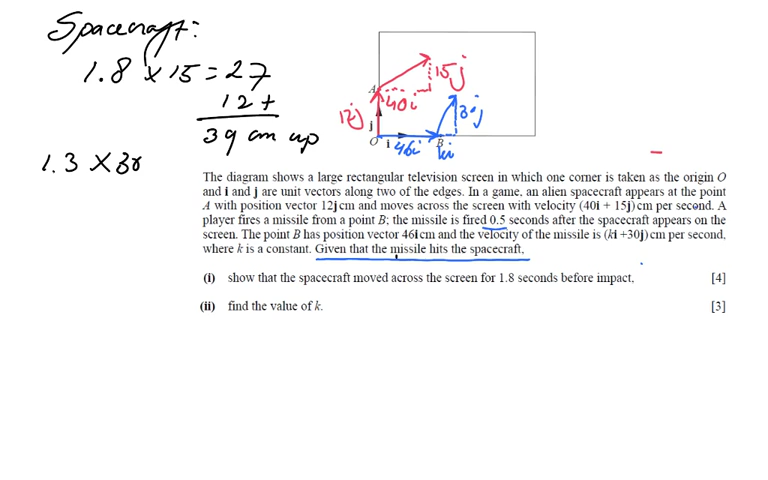 Spacecraft:
1.8 × 15 = 27
12 +
39 cm up
1.3 × 30
A
15j
40i
12j
30j
j
O
i
46i
B
ki
The diagram shows a large rectangular television screen in which one corner is taken as the origin O
and i and j are unit vectors along two of the edges. In a game, an alien spacecraft appears at the point
A with position vector 12j cm and moves across the screen with velocity (40i + 15j) cm per second. A
player fires a missile from a point B; the missile is fired 0.5 seconds after the spacecraft appears on the
screen. The point B has position vector 46i cm and the velocity of the missile is (ki +30j) cm per second,
where k is a constant. Given that the missile hits the spacecraft,
(i) show that the spacecraft moved across the screen for 1.8 seconds before impact, [4]
(ii) find the value of k. [3]